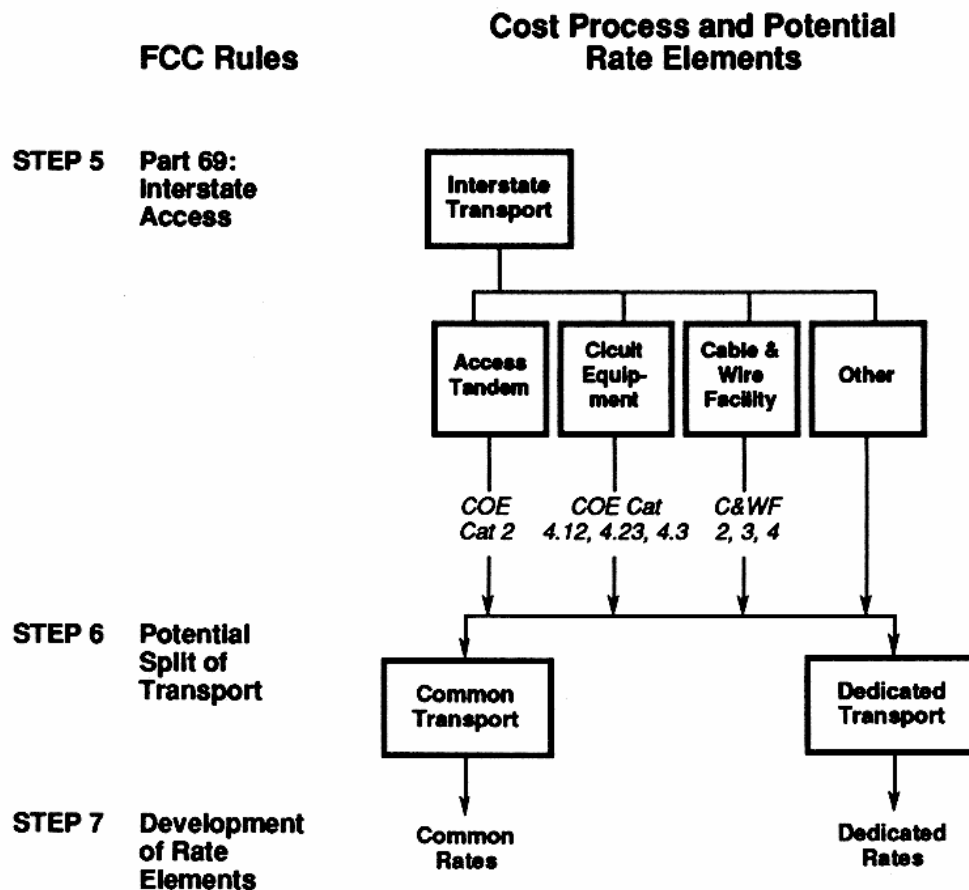 FCC Rules
Cost Process and Potential
Rate Elements
STEP 5
Part 69:
Interstate
Access
Interstate
Transport
Access
Tandem
Cicuit
Equip-
ment
Cable &
Wire
Facility
Other
COE
Cat 2
COE Cat
4.12, 4.23, 4.3
C&WF
2, 3, 4
STEP 6
Potential
Split of
Transport
Common
Transport
Dedicated
Transport
STEP 7
Development
of Rate
Elements
Common
Rates
Dedicated
Rates